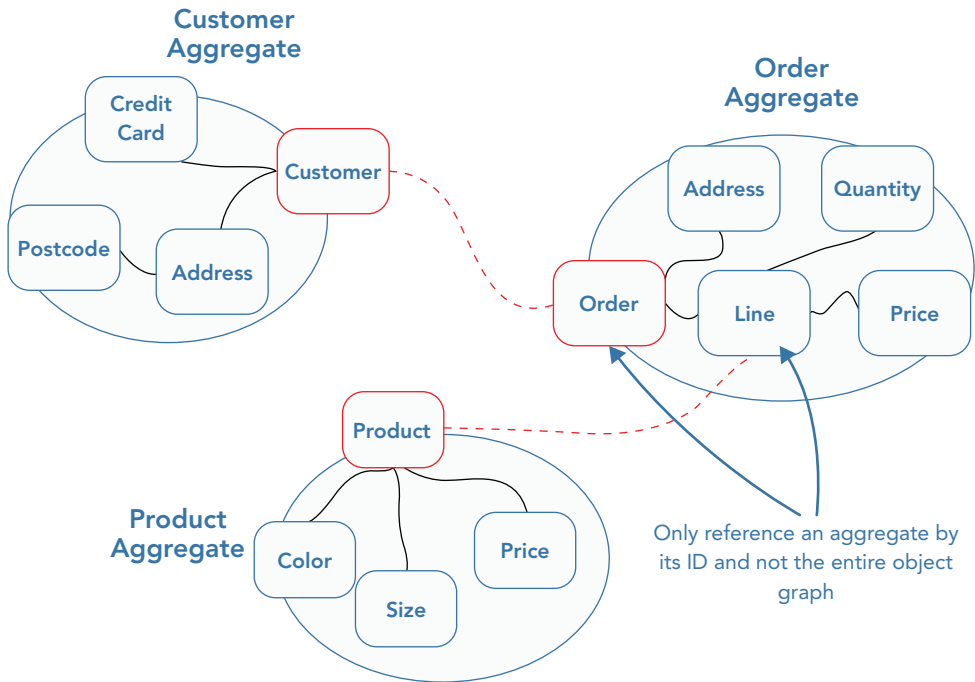 Customer
Aggregate
Credit
Card
Customer
Postcode
Address
Order
Aggregate
Address
Quantity
Order
Line
Price
Product
Product
Aggregate
Color
Size
Price
Only reference an aggregate by
its ID and not the entire object
graph